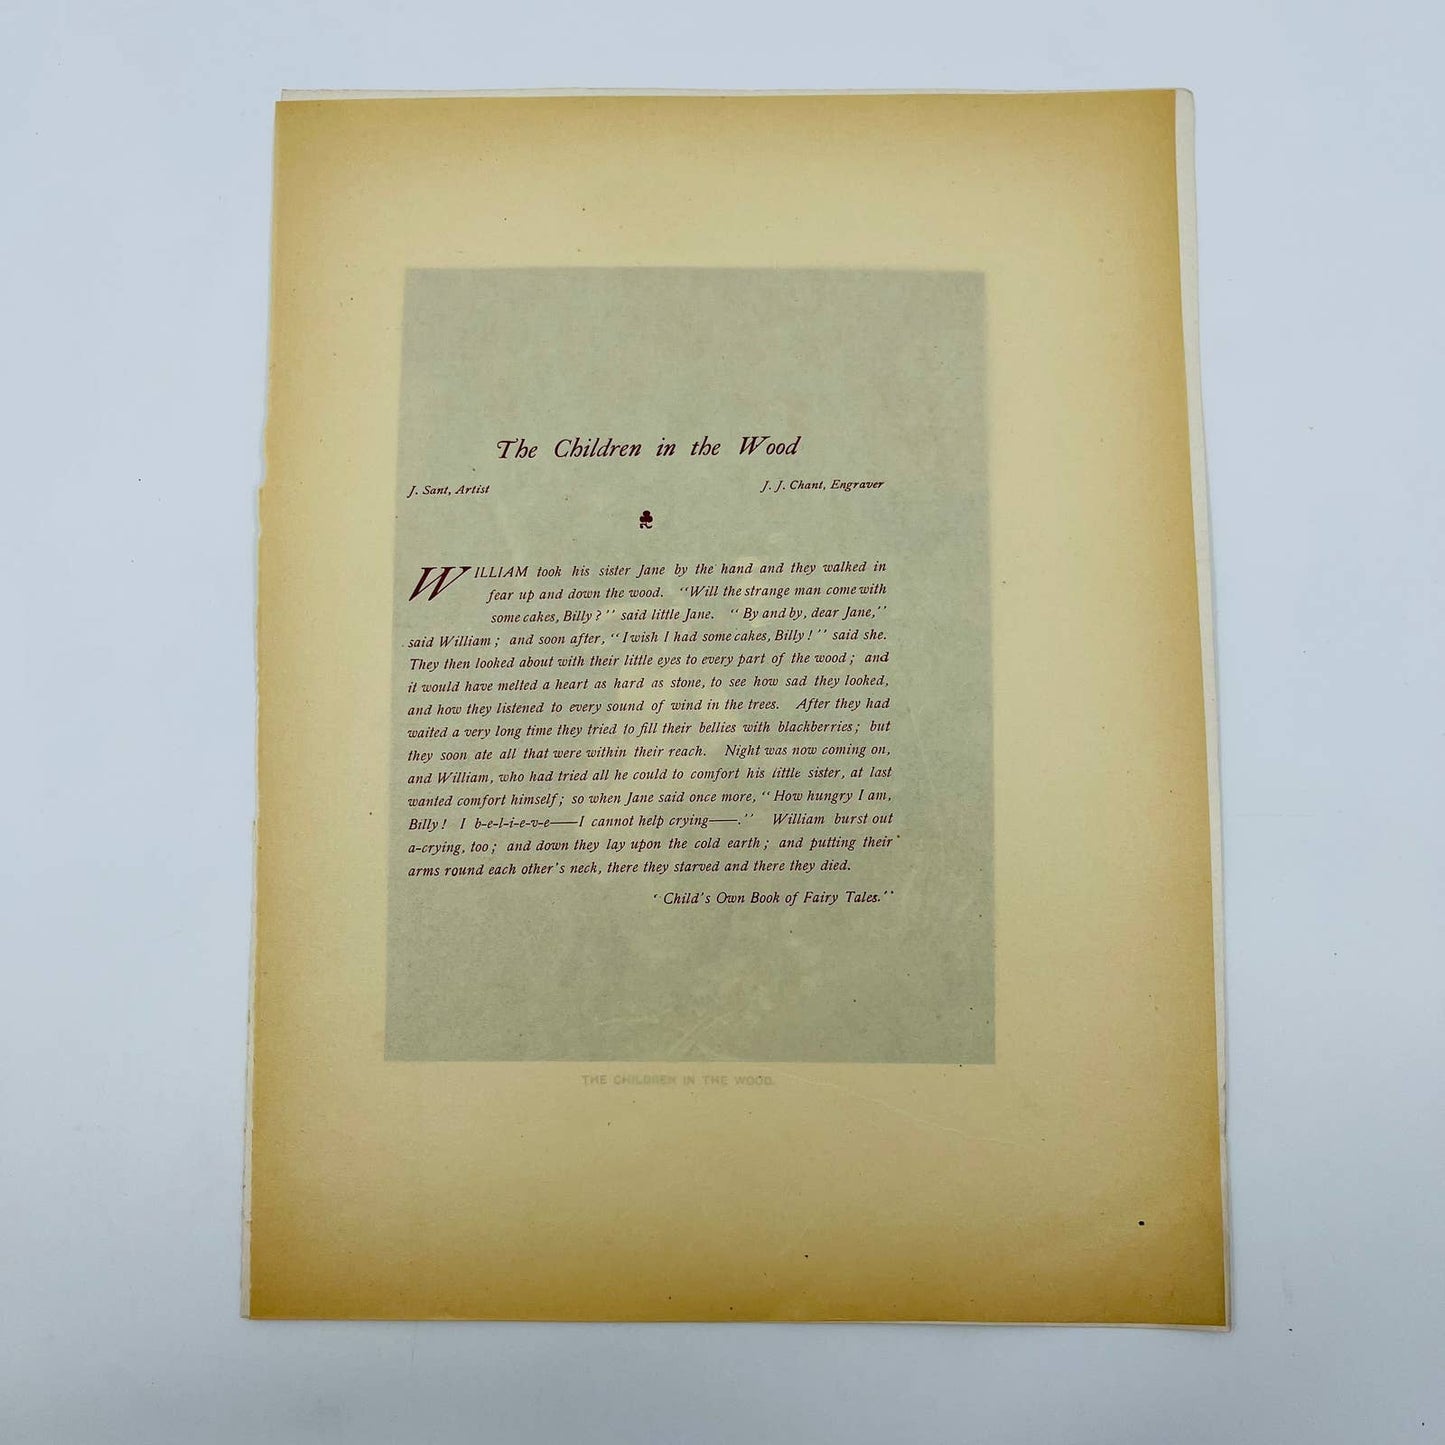 The Children in the Wood
J. Sant, Artist
J. J. Chant, Engraver
WILLIAM took his sister Jane by the hand and they walked in
fear up and down the wood. "Will the strange man come with
some cakes, Billy?" said little Jane. "By and by, dear Jane,"
said William; and soon after, "I wish I had some cakes, Billy!" said she.
They then looked about with their little eyes to every part of the wood; and
it would have melted a heart as hard as stone, to see how sad they looked,
and how they listened to every sound of wind in the trees. After they had
waited a very long time they tried to fill their bellies with blackberries; but
they soon ate all that were within their reach. Night was now coming on,
and William, who had tried all he could to comfort his little sister, at last
wanted comfort himself; so when Jane said once more, "How hungry I am,
Billy! I b-e-l-i-e-v-e——I cannot help crying——." William burst out
a-crying, too; and down they lay upon the cold earth; and putting their
arms round each other's neck, there they starved and there they died.
' Child's Own Book of Fairy Tales."
THE CHILDREN IN THE WOOD.